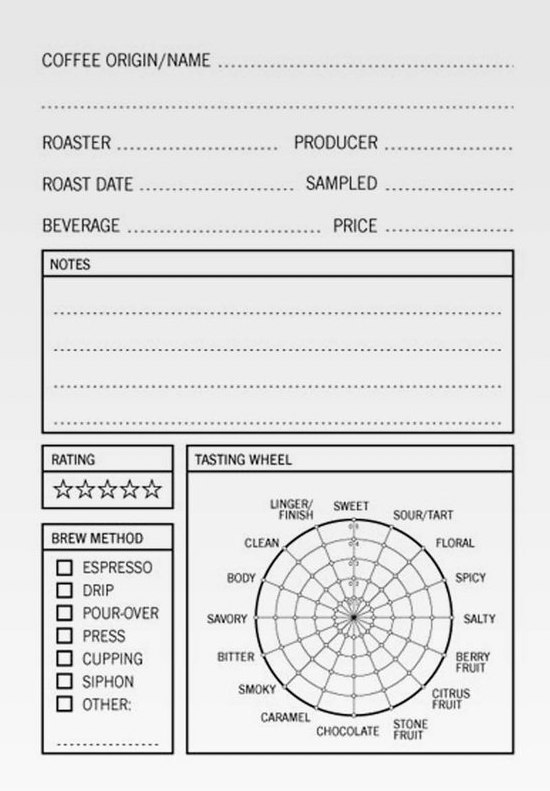 COFFEE ORIGIN/NAME
ROASTER PRODUCER
ROAST DATE SAMPLED
BEVERAGE PRICE
NOTES
RATING
BREW METHOD
ESPRESSO
DRIP
POUR-OVER
PRESS
CUPPING
SIPHON
OTHER:
TASTING WHEEL
SWEET
SOUR/TART
FLORAL
SPICY
SALTY
BERRY
FRUIT
CITRUS
FRUIT
STONE
FRUIT
CHOCOLATE
CARAMEL
SMOKY
BITTER
SAVORY
BODY
CLEAN
LINGER/
FINISH